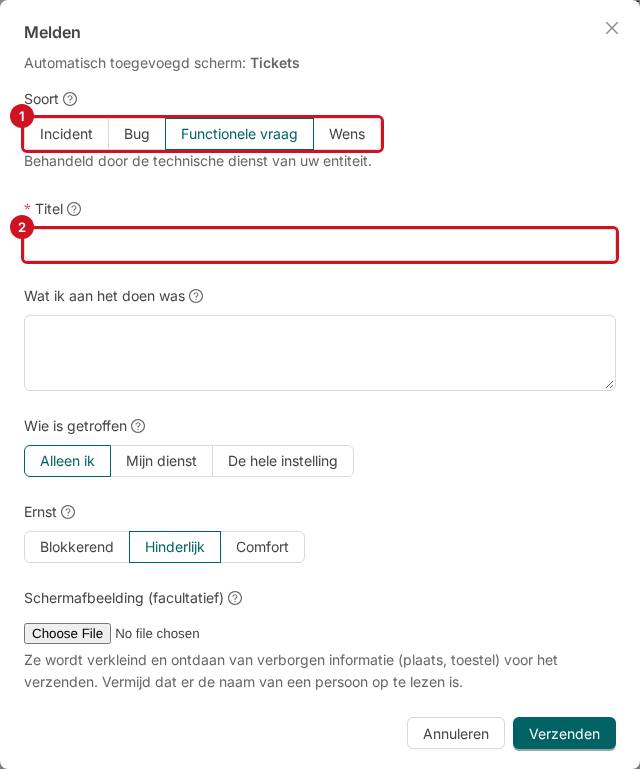 Melden
Automatisch toegevoegd scherm: Tickets
Soort
1
Incident Bug Functionele vraag Wens
Behandeld door de technische dienst van uw entiteit.
* Titel
2
Wat ik aan het doen was
Wie is getroffen
Alleen ik Mijn dienst De hele instelling
Ernst
Blokkerend Hinderlijk Comfort
Schermafbeelding (facultatief)
Choose File No file chosen
Ze wordt verkleind en ontdaan van verborgen informatie (plaats, toestel) voor het
verzenden. Vermijd dat er de naam van een persoon op te lezen is.
Annuleren Verzenden